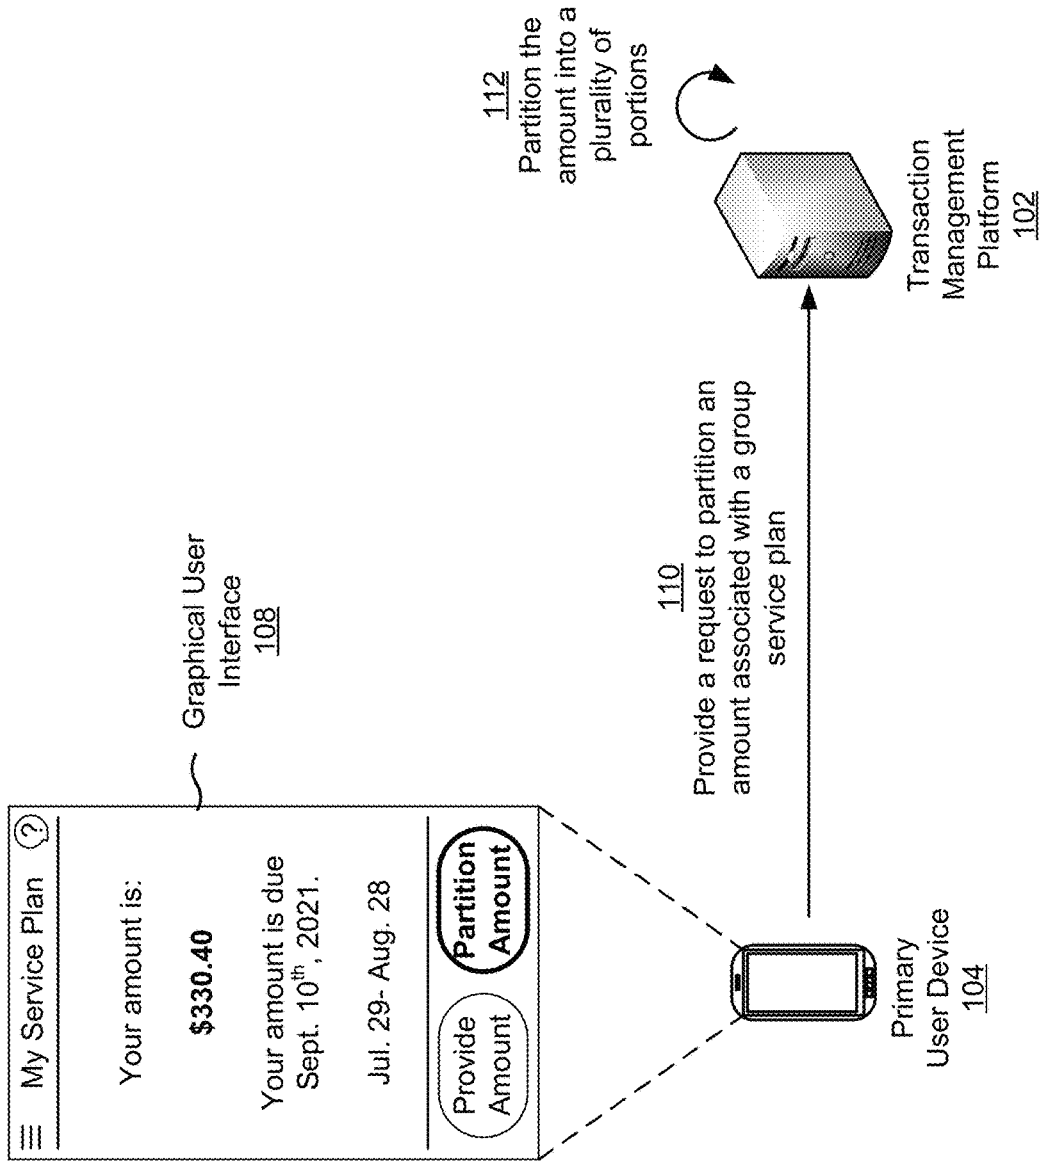 ☰ My Service Plan ?
Your amount is:
$330.40
Your amount is due
Sept. 10th, 2021.
Jul. 29- Aug. 28
Provide
Amount
Partition
Amount
Graphical User
Interface
108
Primary
User Device
104
110
Provide a request to partition an
amount associated with a group
service plan
112
Partition the
amount into a
plurality of
portions
Transaction
Management
Platform
102